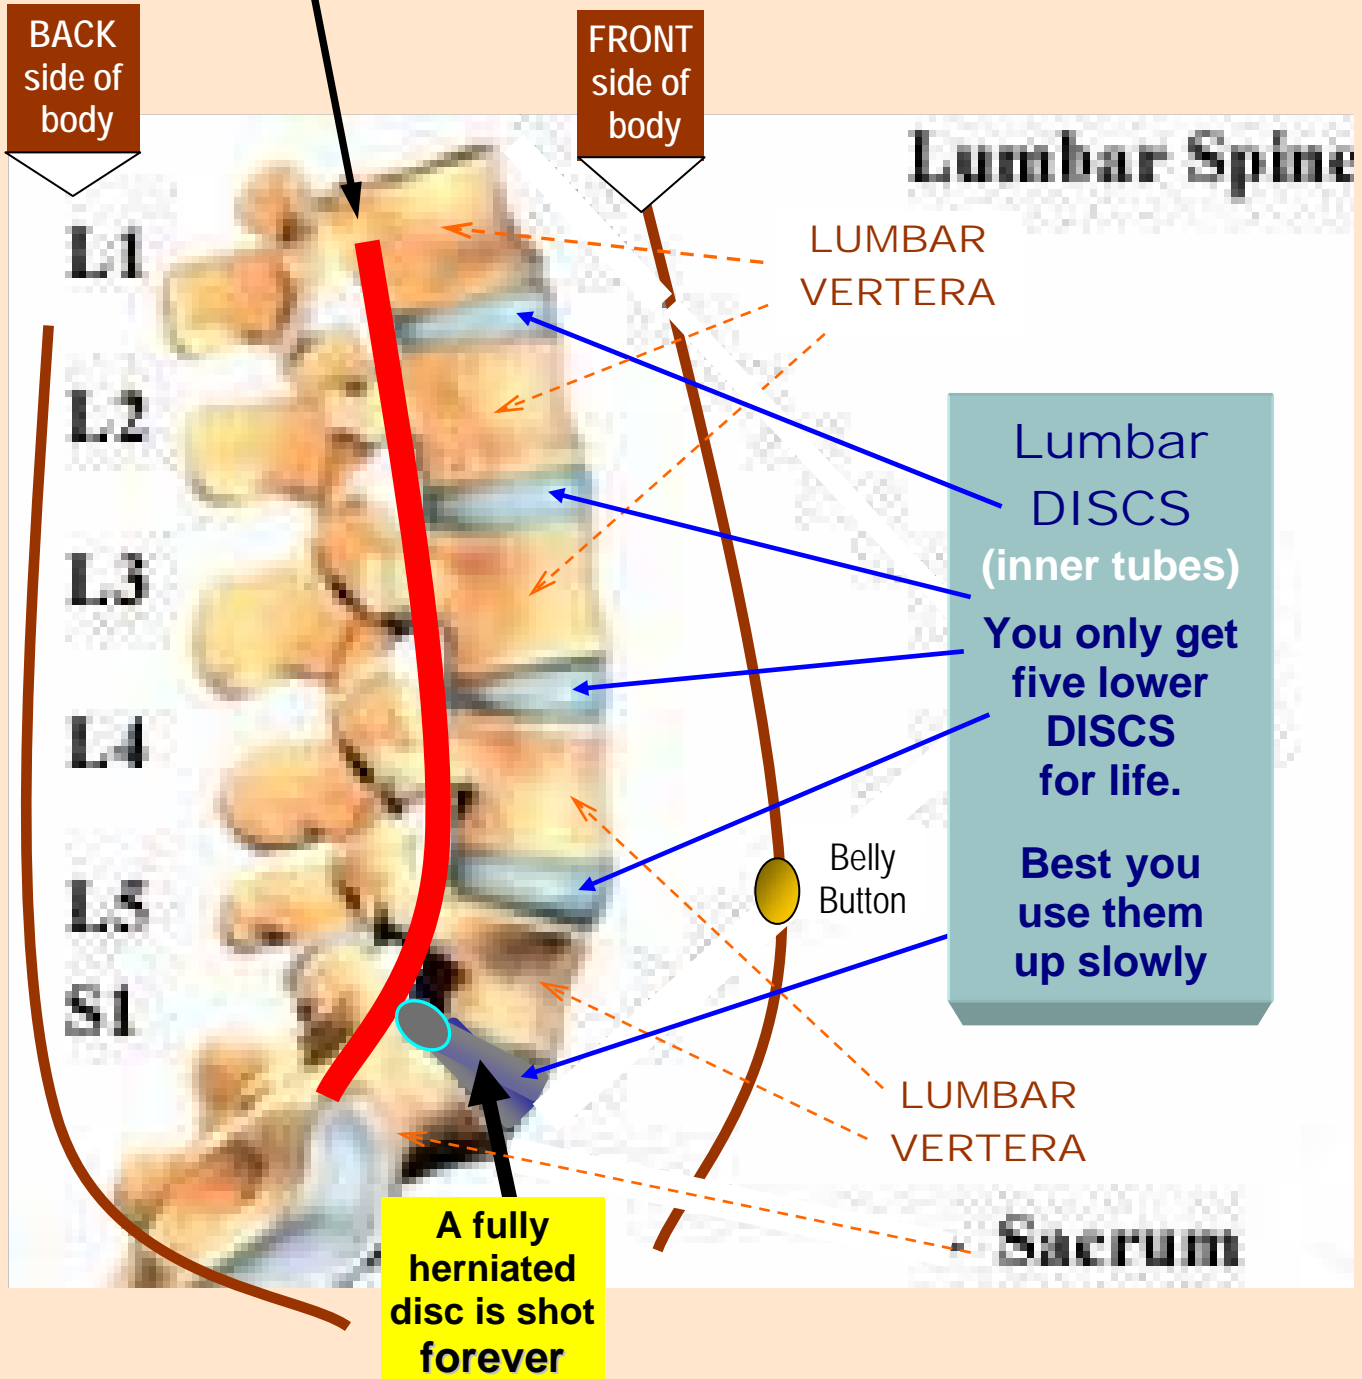 BACK
side of
body
FRONT
side of
body
Lumbar Spine
L1
L2
L3
L4
L5
S1
LUMBAR
VERTERA
Lumbar
DISCS
(inner tubes)
You only get
five lower
DISCS
for life.
Best you
use them
up slowly
Belly
Button
LUMBAR
VERTERA
Sacrum
A fully
herniated
disc is shot
forever